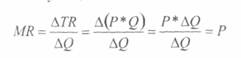 MR = ΔTR/ΔQ = Δ(P*Q)/ΔQ = P*ΔQ/ΔQ = P